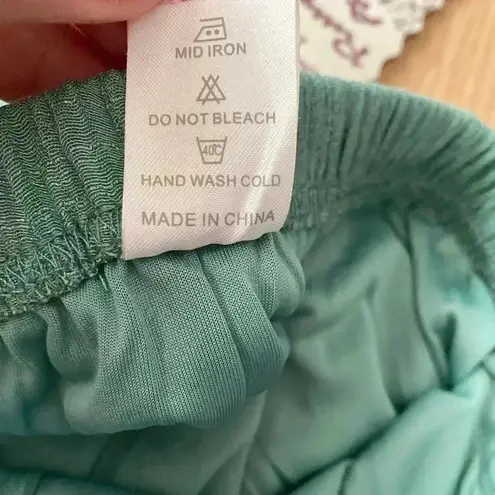 MID IRON
DO NOT BLEACH
40℃
HAND WASH COLD
MADE IN CHINA